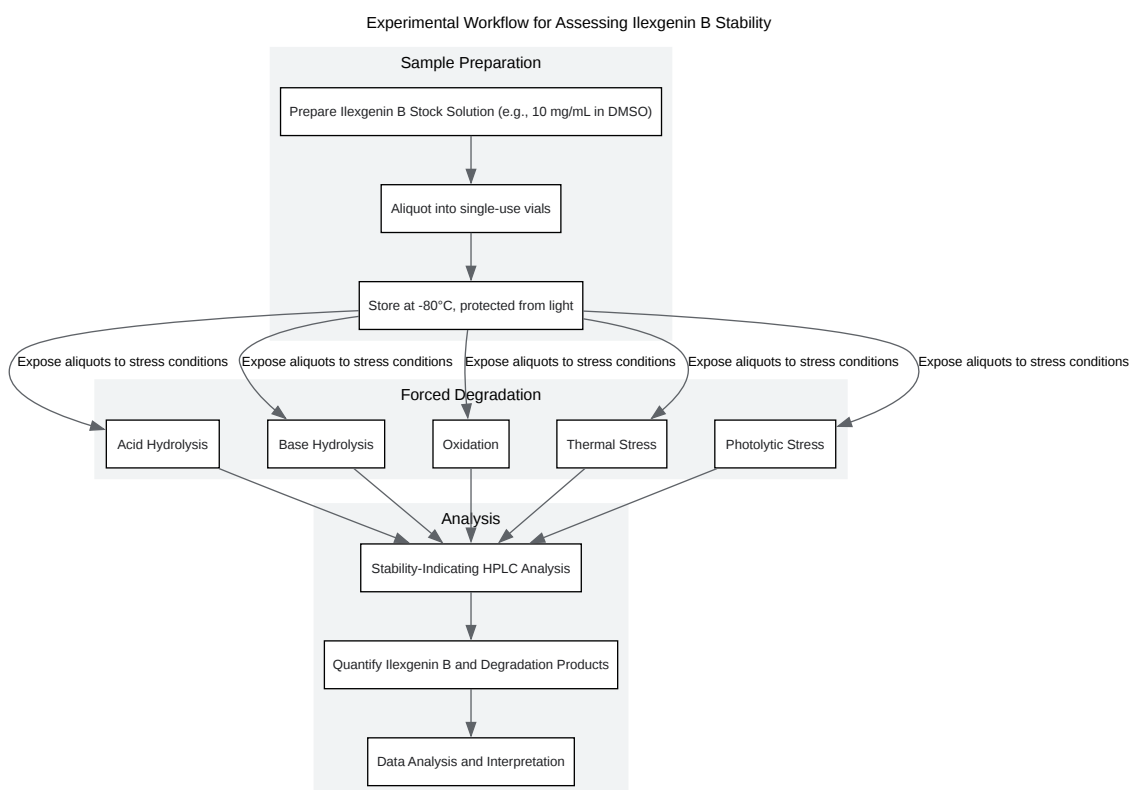 Experimental Workflow for Assessing Ilexgenin B Stability
Sample Preparation
Prepare Ilexgenin B Stock Solution (e.g., 10 mg/mL in DMSO)
Aliquot into single-use vials
Store at -80°C, protected from light
Expose aliquots to stress conditions
Expose aliquots to stress conditions
Expose aliquots to stress conditions
Expose aliquots to stress conditions
Expose aliquots to stress conditions
Forced Degradation
Acid Hydrolysis
Base Hydrolysis
Oxidation
Thermal Stress
Photolytic Stress
Analysis
Stability-Indicating HPLC Analysis
Quantify Ilexgenin B and Degradation Products
Data Analysis and Interpretation